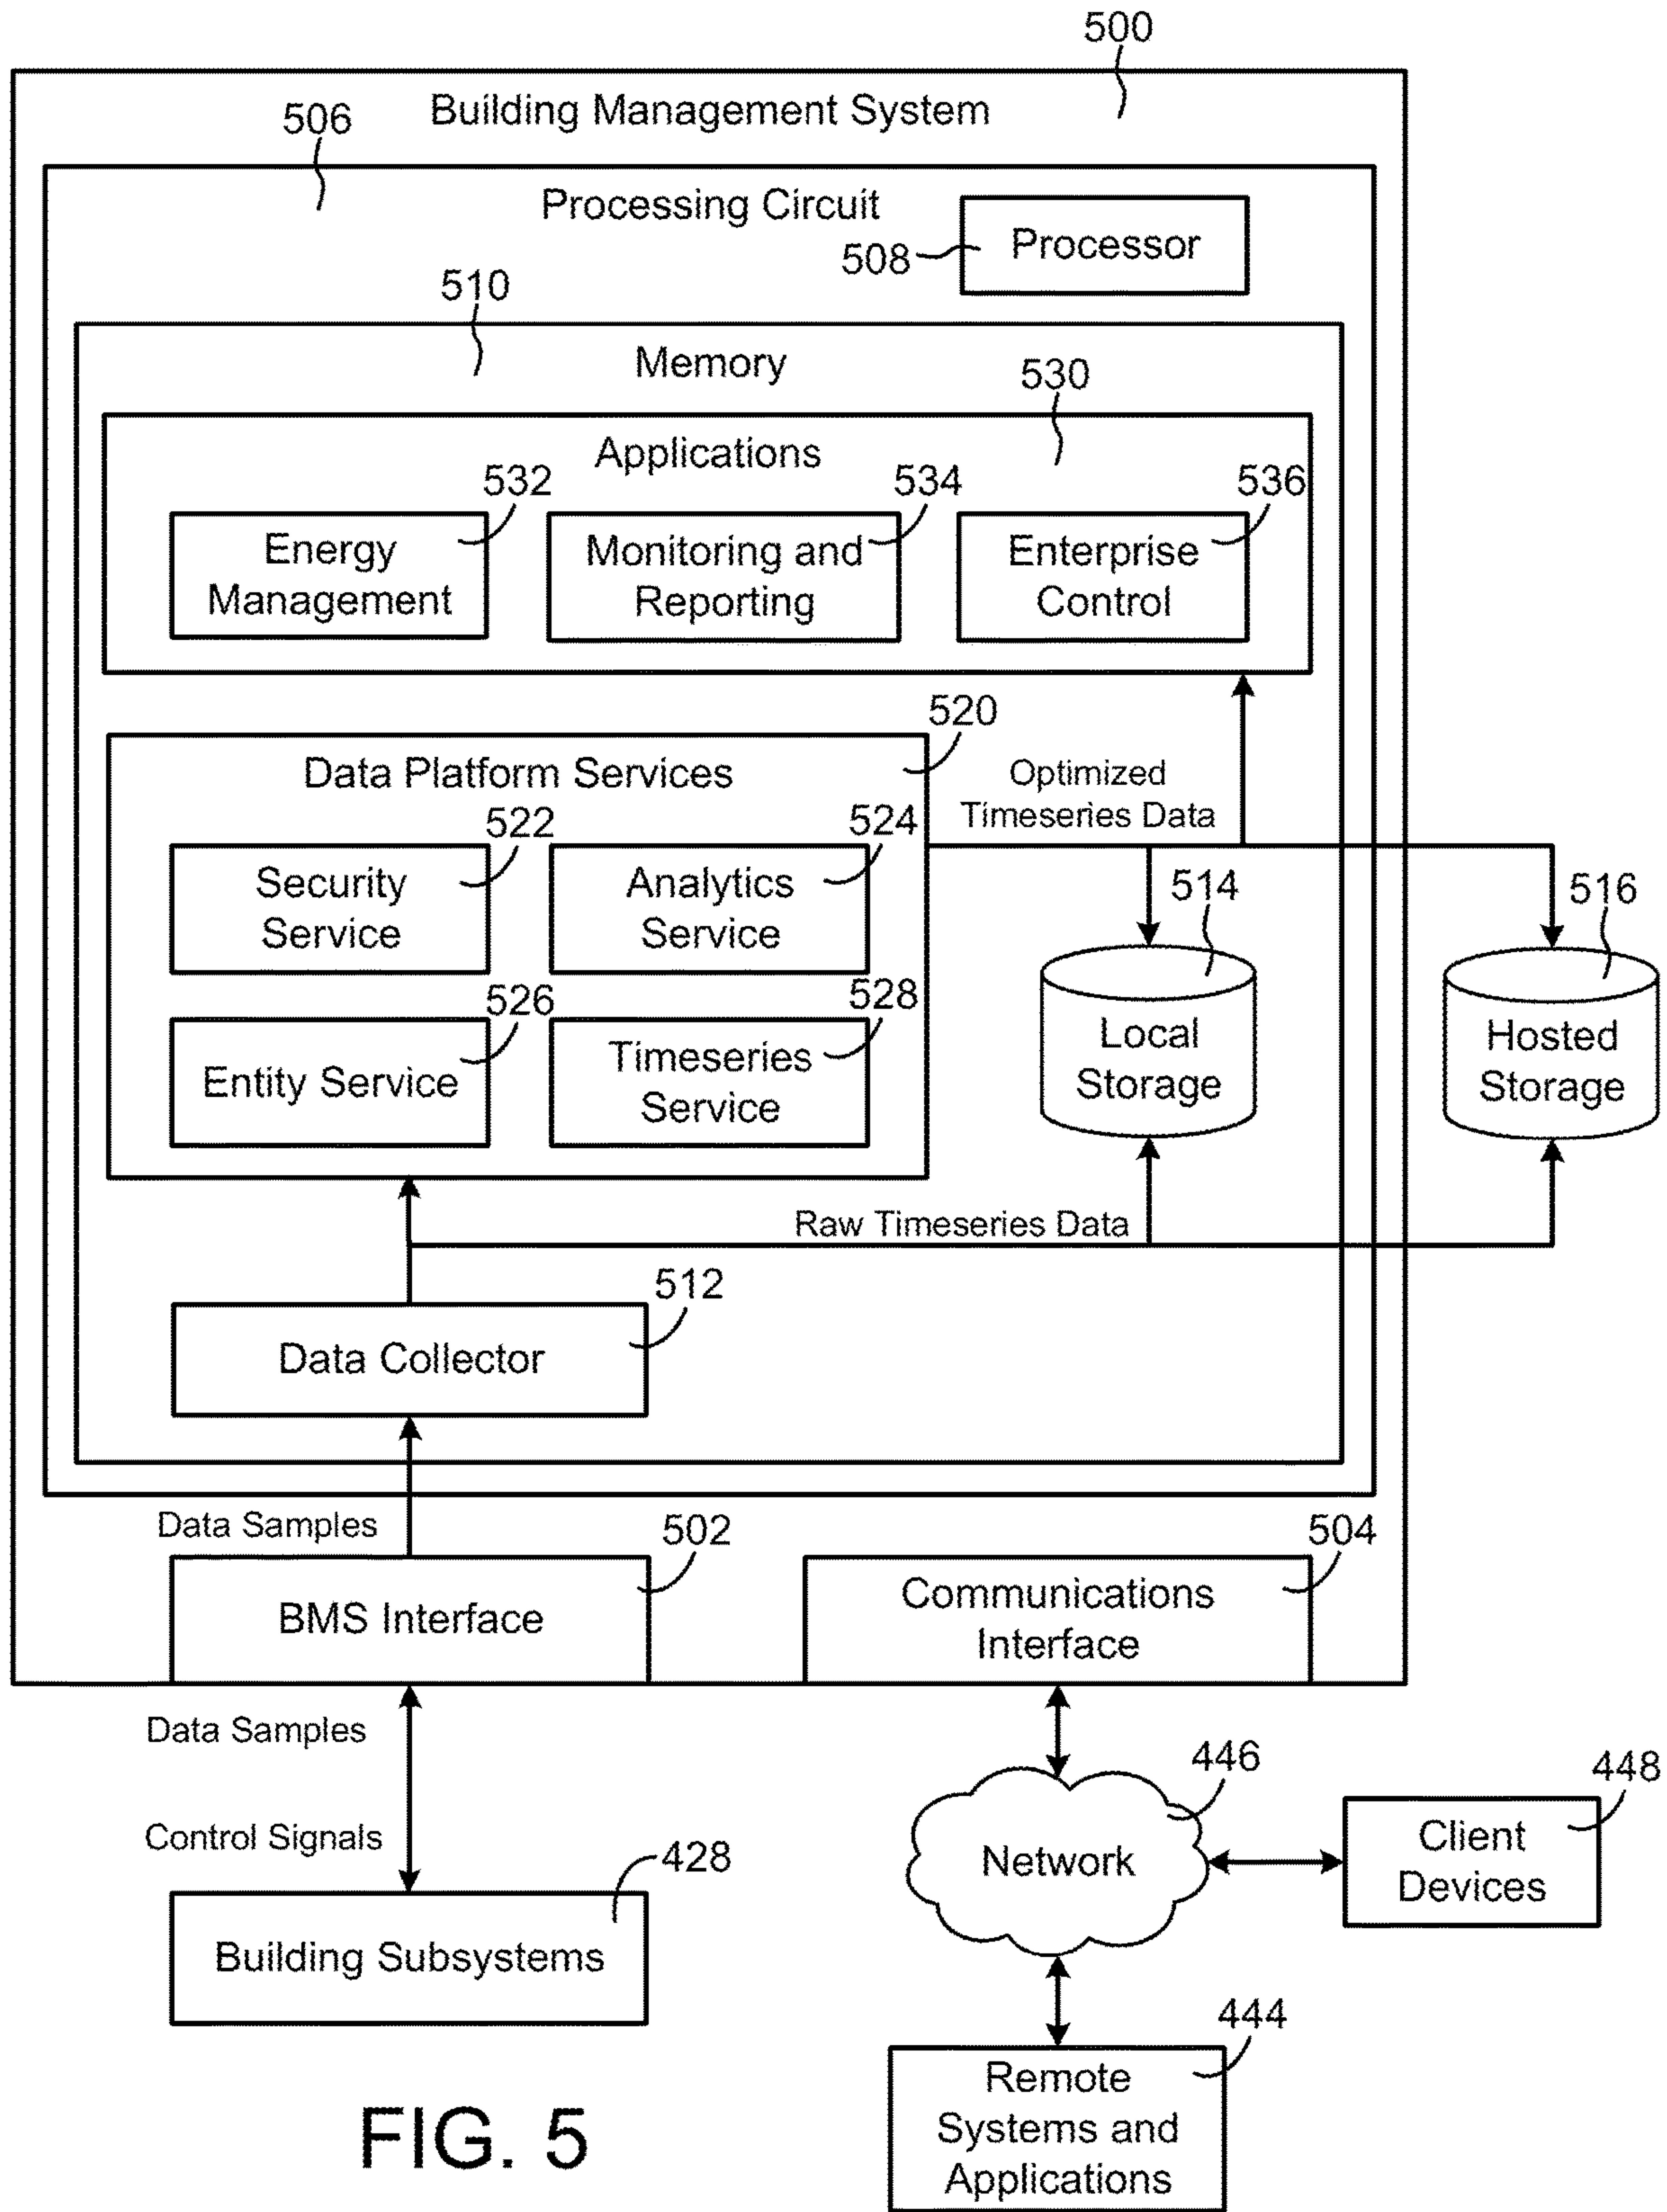 500
Building Management System
506
Processing Circuit
508
Processor
510
Memory
530
Applications
532
Energy
Management
534
Monitoring and
Reporting
536
Enterprise
Control
520
Data Platform Services
522
Security
Service
524
Analytics
Service
526
Entity Service
528
Timeseries
Service
Optimized
Timeseries Data
514
Local
Storage
516
Hosted
Storage
Raw Timeseries Data
512
Data Collector
Data Samples
502
BMS Interface
504
Communications
Interface
Data Samples
Control Signals
428
Building Subsystems
446
Network
448
Client
Devices
444
Remote
Systems and
Applications
FIG. 5